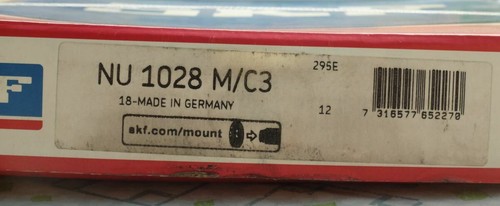 F
NU 1028 M/C3
295E
18-MADE IN GERMANY
12
skf.com/mount
7 316577 652270